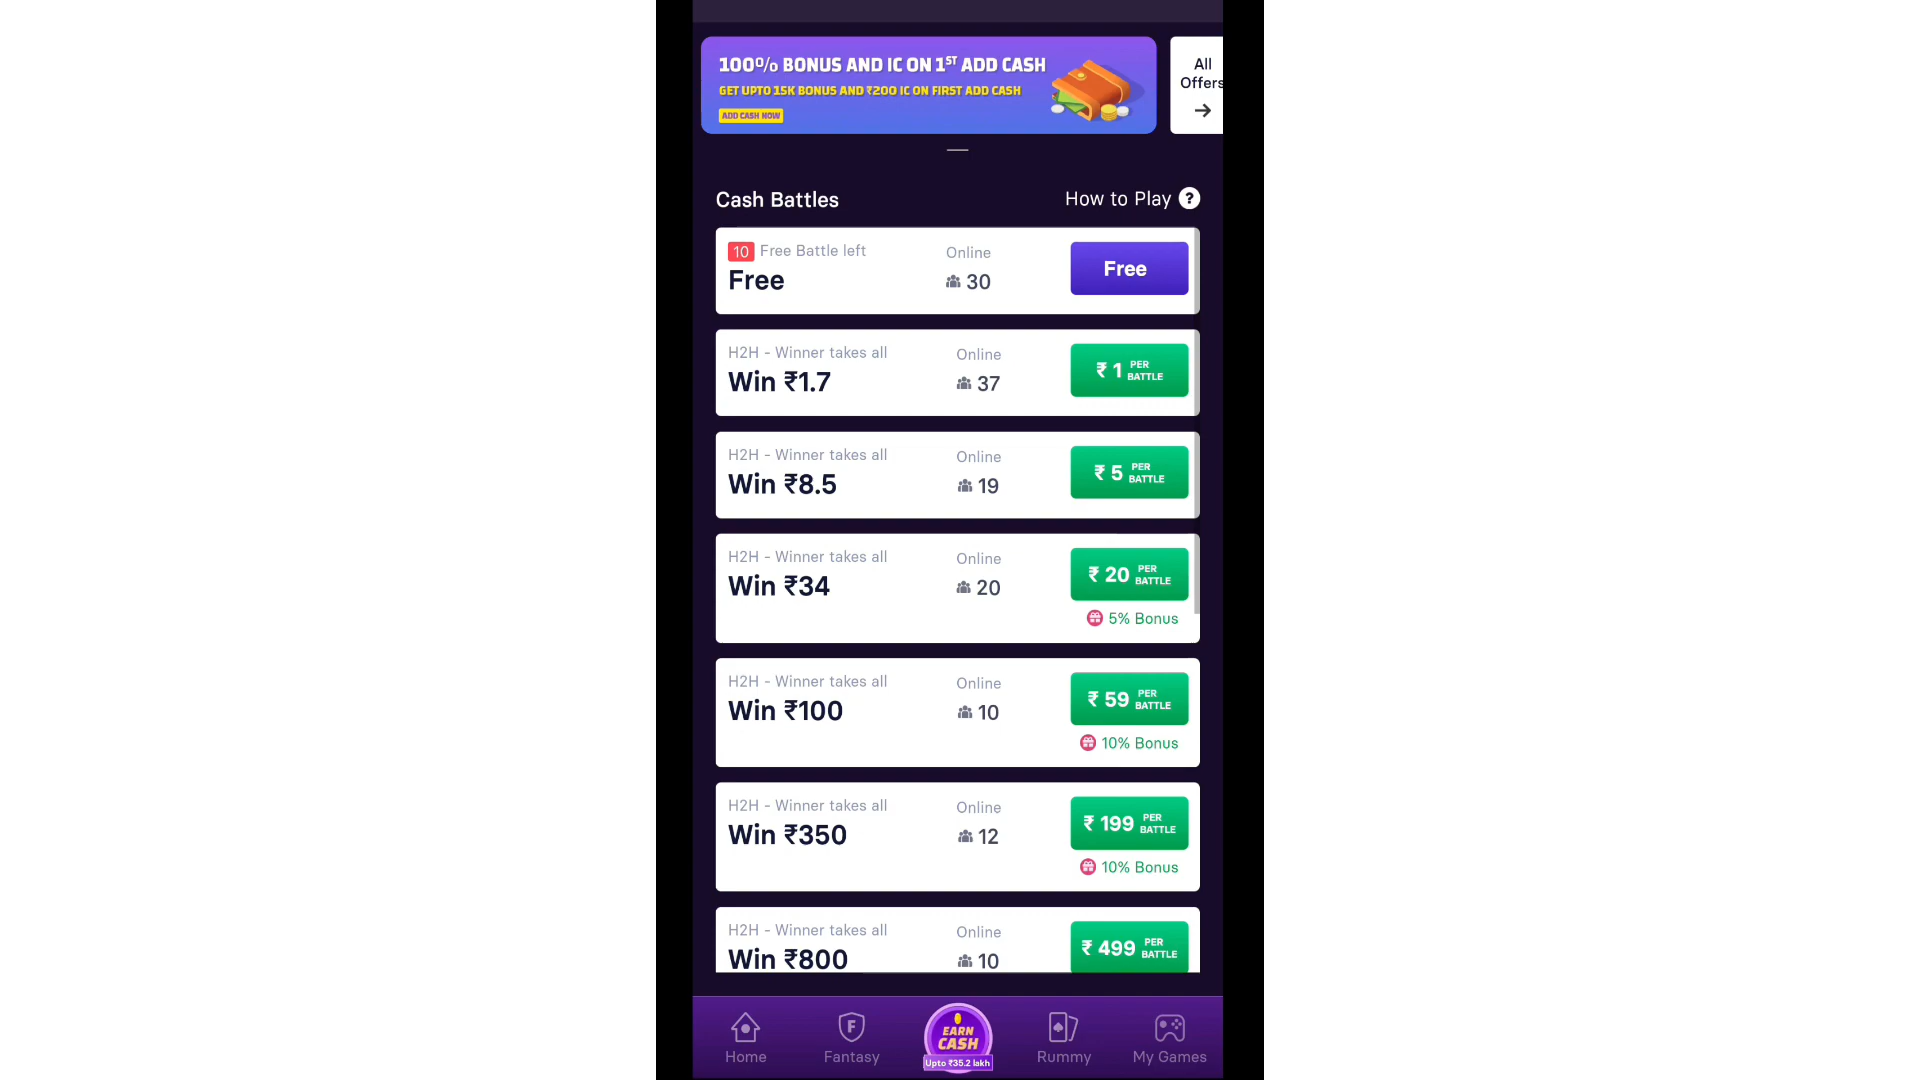 100% BONUS AND IC ON 1ST ADD CASH
GET UPTO 15K BONUS AND ₹200 IC ON FIRST ADD CASH
ADD CASH NOW
All
Offers
Cash Battles
How to Play ?
10 Free Battle left
Free
Online
30
Free
H2H - Winner takes all
Win ₹1.7
Online
37
₹ 1 PER BATTLE
H2H - Winner takes all
Win ₹8.5
Online
19
₹ 5 PER BATTLE
H2H - Winner takes all
Win ₹34
Online
20
₹ 20 PER BATTLE
5% Bonus
H2H - Winner takes all
Win ₹100
Online
10
₹ 59 PER BATTLE
10% Bonus
H2H - Winner takes all
Win ₹350
Online
12
₹ 199 PER BATTLE
10% Bonus
H2H - Winner takes all
Win ₹800
Online
10
₹ 499 PER BATTLE
Home
F
Fantasy
EARN
CASH
Upto ₹35.2 lakh
Rummy
My Games